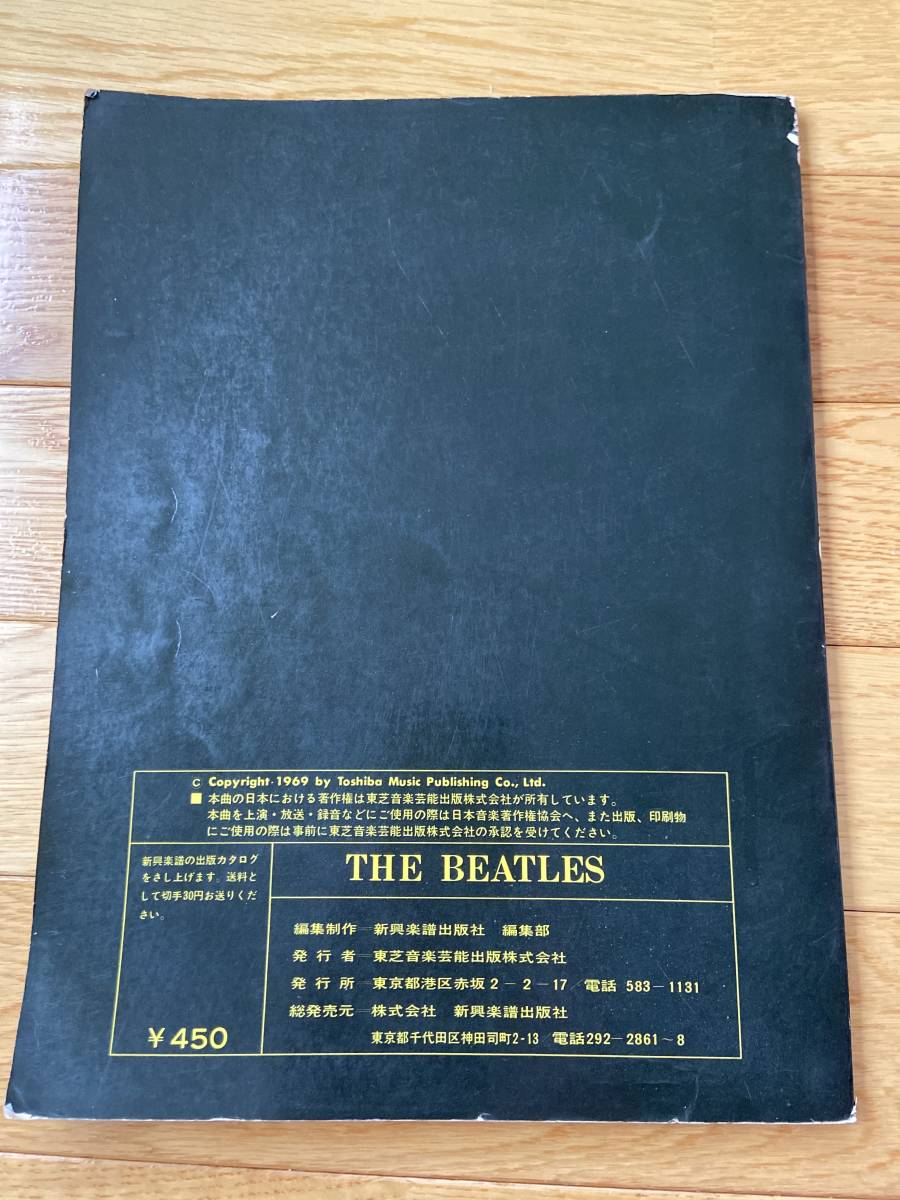 C Copyright・1969 by Toshiba Music Publishing Co., Ltd.
■ 本曲の日本における著作権は東芝音楽芸能出版株式会社が所有しています。
本曲を上演・放送・録音などにご使用の際は日本音楽著作権協会へ、また出版、印刷物
にご使用の際は事前に東芝音楽芸能出版株式会社の承認を受けてください。
新興楽譜の出版カタログ
をさし上げます。送料と
して切手30円お送りくだ
さい。
¥450
THE BEATLES
編集制作―新興楽譜出版社 編集部
発行者―東芝音楽芸能出版株式会社
発行所―東京都港区赤坂2－2－17／電話 583－1131
総発売元―株式会社 新興楽譜出版社
東京都千代田区神田司町2-13／電話292－2861～8